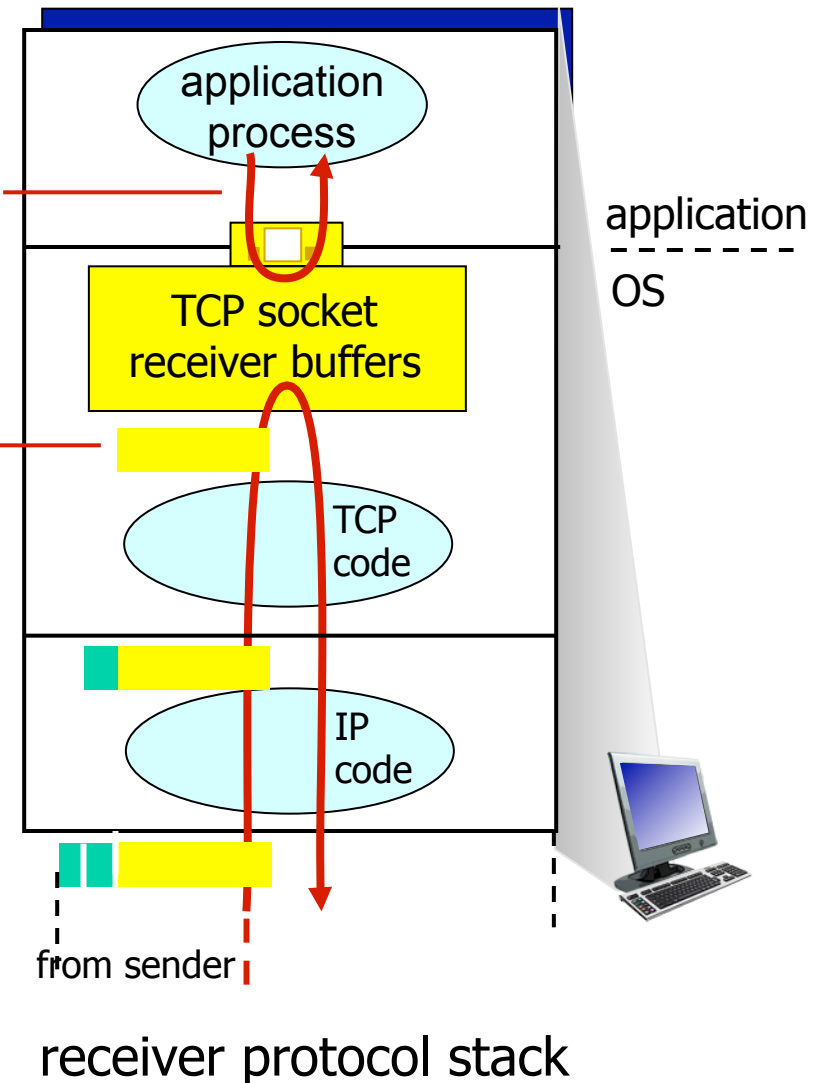 application
process
application
OS
TCP socket
receiver buffers
TCP
code
IP
code
from sender
receiver protocol stack